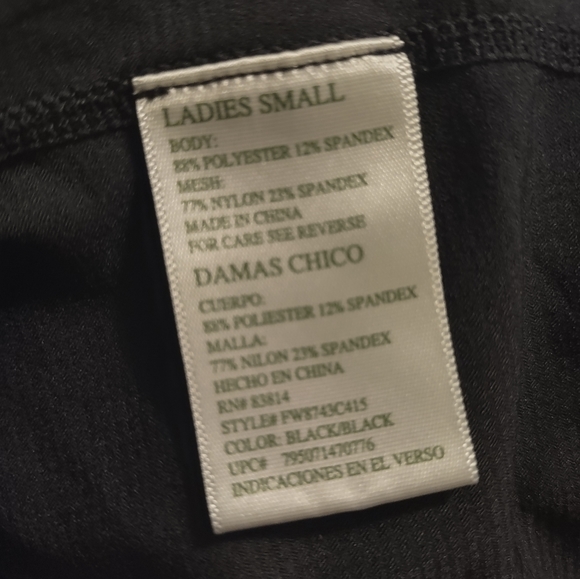 LADIES SMALL
BODY:
88% POLYESTER 12% SPANDEX
MESH:
77% NYLON 23% SPANDEX
MADE IN CHINA
FOR CARE SEE REVERSE
DAMAS CHICO
CUERPO:
88% POLIESTER 12% SPANDEX
MALLA:
77% NILON 23% SPANDEX
HECHO EN CHINA
RN# 83814
STYLE# FW8743C415
COLOR: BLACK/BLACK
UPC# 795071470776
INDICACIONES EN EL VERSO